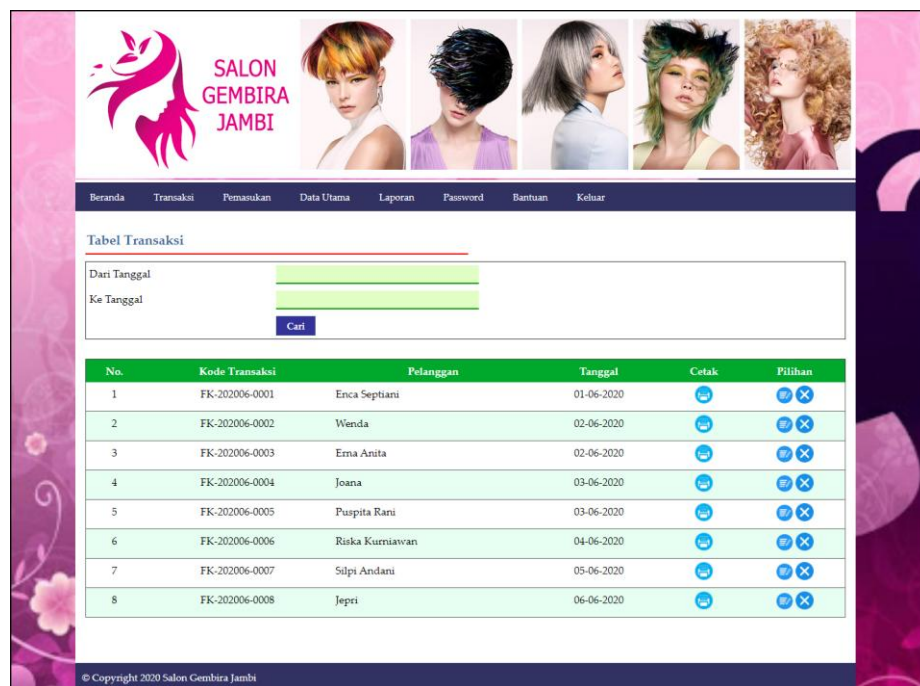 SALON
GEMBIRA
JAMBI
Beranda Transaksi Pemasukan Data Utama Laporan Password Bantuan Keluar
Tabel Transaksi
Dari Tanggal
Ke Tanggal
Cari
No. Kode Transaksi Pelanggan Tanggal Cetak Pilihan
1 FK-202006-0001 Enca Septiani 01-06-2020
2 FK-202006-0002 Wenda 02-06-2020
3 FK-202006-0003 Erna Anita 02-06-2020
4 FK-202006-0004 Joana 03-06-2020
5 FK-202006-0005 Puspita Rani 03-06-2020
6 FK-202006-0006 Riska Kurniawan 04-06-2020
7 FK-202006-0007 Silpi Andani 05-06-2020
8 FK-202006-0008 Jepri 06-06-2020
© Copyright 2020 Salon Gembira Jambi